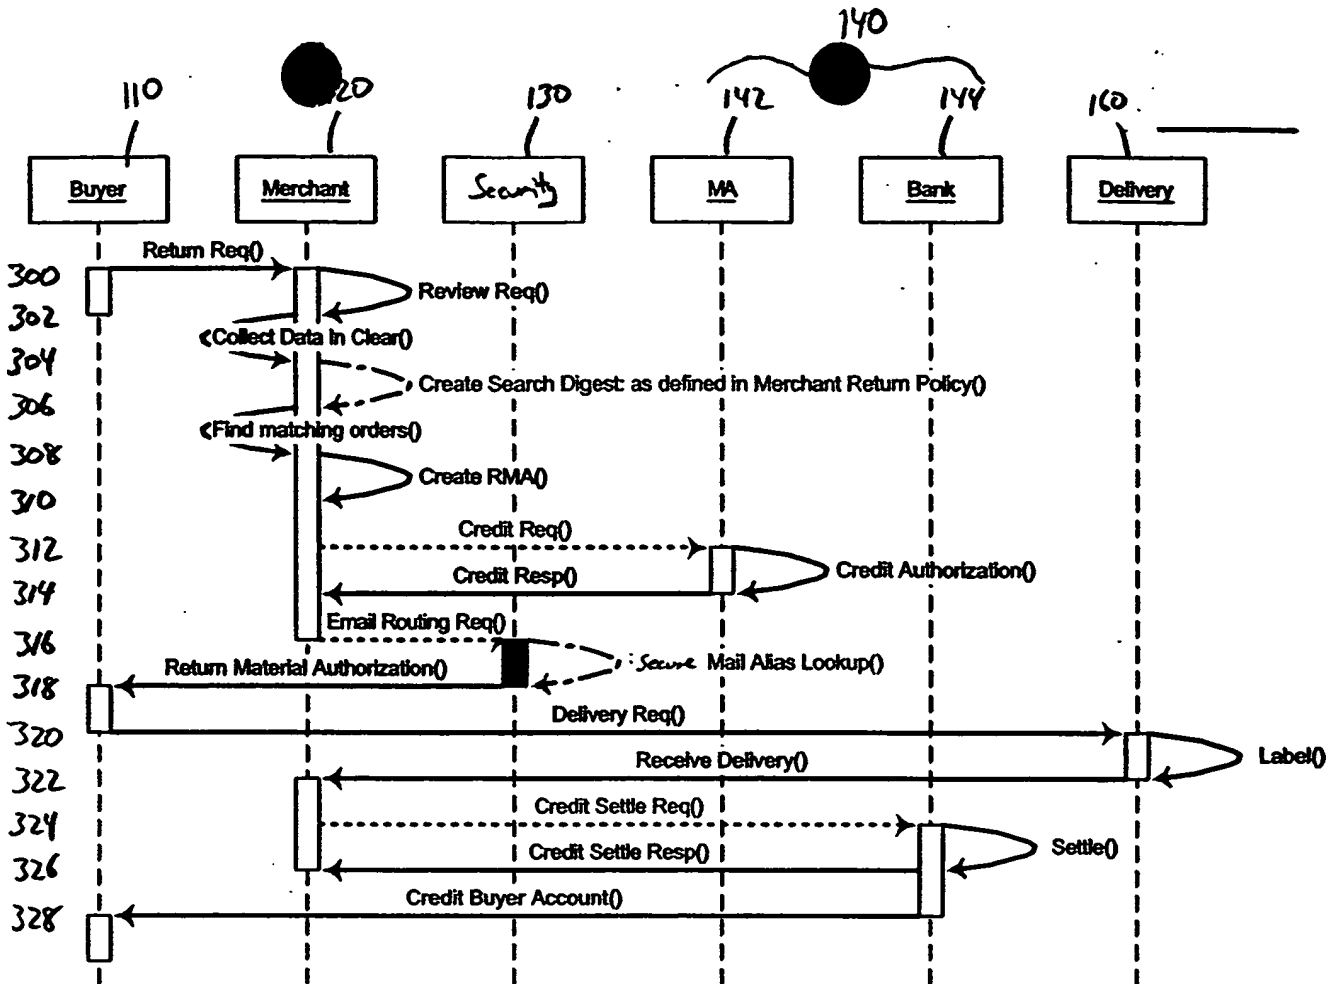 140
110 120 130 142 144 160
Buyer Merchant Security MA Bank Delivery
Return Req()
300
Review Req()
302
Collect Data In Clear()
304
Create Search Digest: as defined in Merchant Return Policy()
306
Find matching orders()
308
Create RMA()
310
Credit Req()
312
Credit Authorization()
Credit Resp()
314
Email Routing Req()
316
: Secure Mail Alias Lookup()
Return Material Authorization()
318
Delivery Req()
320
Label()
Receive Delivery()
322
Credit Settle Req()
324
Settle()
Credit Settle Resp()
326
Credit Buyer Account()
328